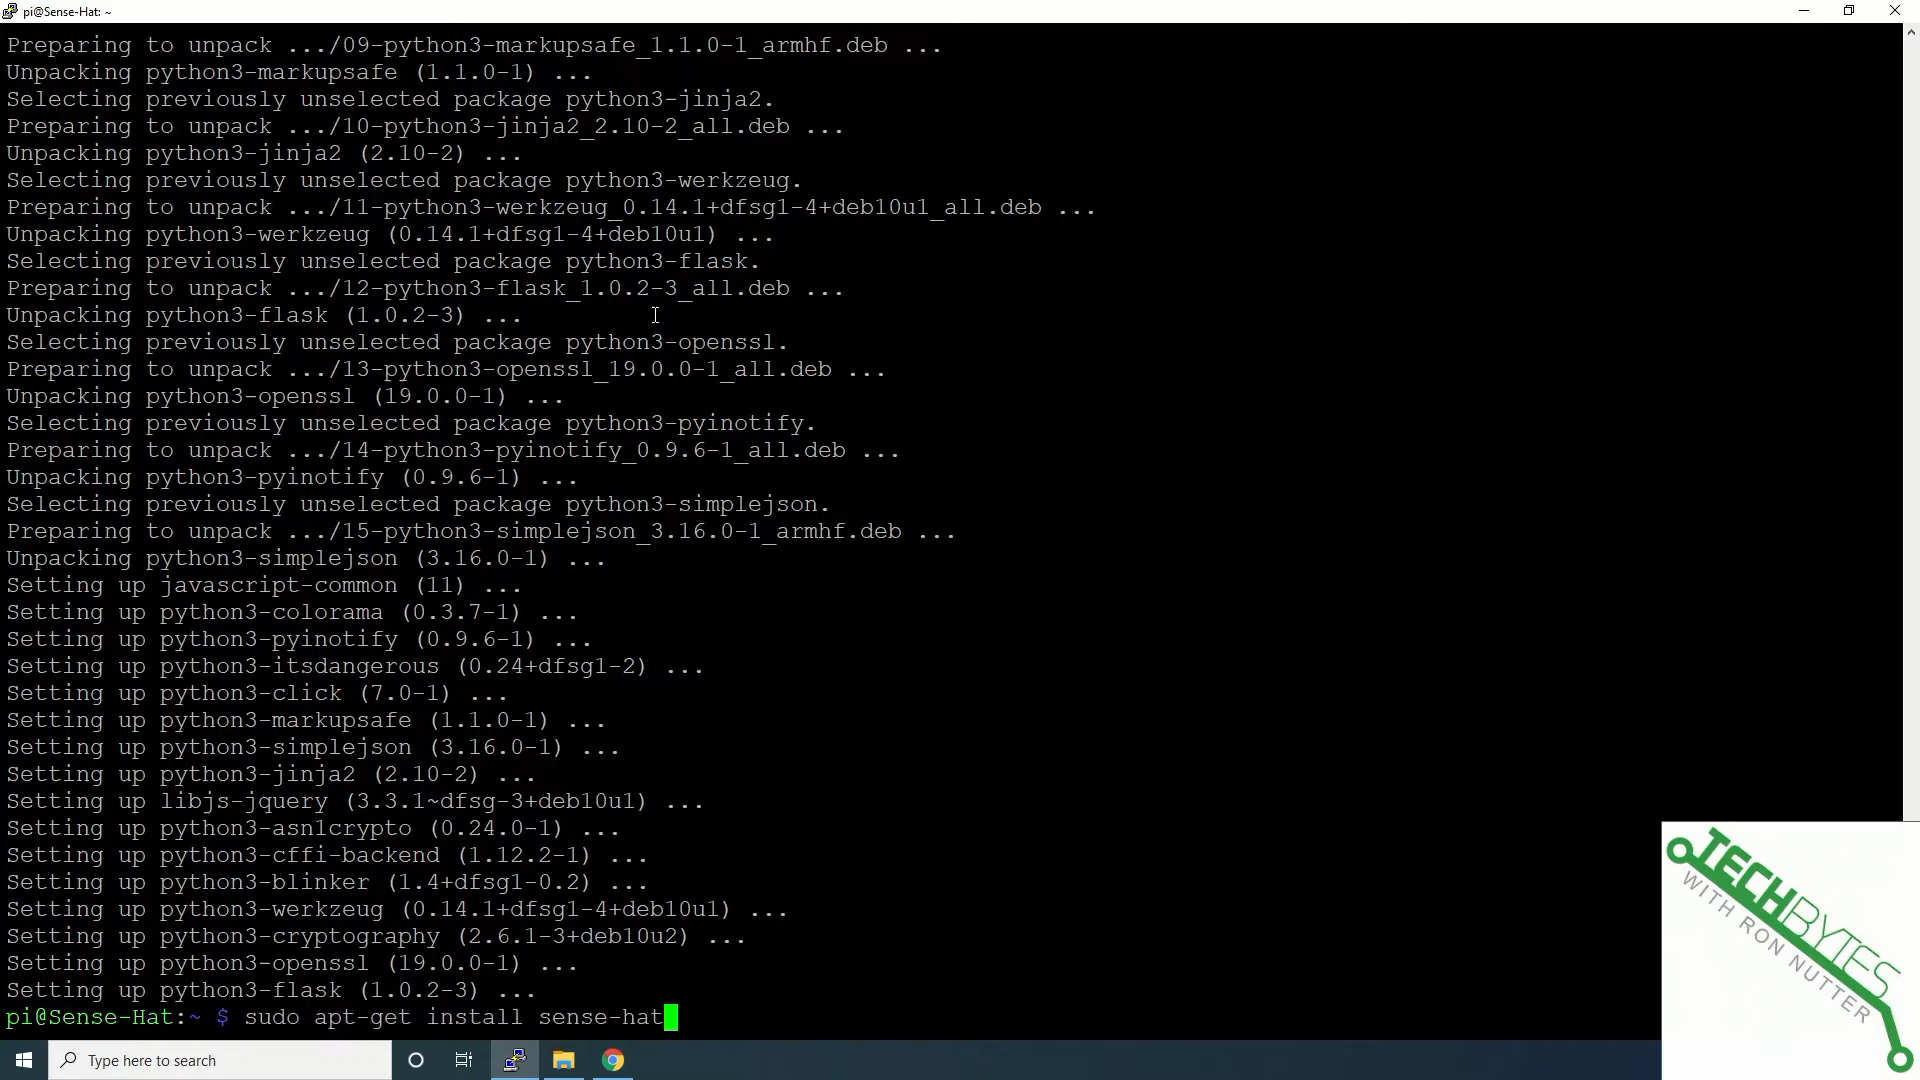 pi@Sense-Hat: ~
Preparing to unpack .../09-python3-markupsafe_1.1.0-1_armhf.deb ...
Unpacking python3-markupsafe (1.1.0-1) ...
Selecting previously unselected package python3-jinja2.
Preparing to unpack .../10-python3-jinja2_2.10-2_all.deb ...
Unpacking python3-jinja2 (2.10-2) ...
Selecting previously unselected package python3-werkzeug.
Preparing to unpack .../11-python3-werkzeug_0.14.1+dfsg1-4+deb10u1_all.deb ...
Unpacking python3-werkzeug (0.14.1+dfsg1-4+deb10u1) ...
Selecting previously unselected package python3-flask.
Preparing to unpack .../12-python3-flask_1.0.2-3_all.deb ...
Unpacking python3-flask (1.0.2-3) ...
Selecting previously unselected package python3-openssl.
Preparing to unpack .../13-python3-openssl_19.0.0-1_all.deb ...
Unpacking python3-openssl (19.0.0-1) ...
Selecting previously unselected package python3-pyinotify.
Preparing to unpack .../14-python3-pyinotify_0.9.6-1_all.deb ...
Unpacking python3-pyinotify (0.9.6-1) ...
Selecting previously unselected package python3-simplejson.
Preparing to unpack .../15-python3-simplejson_3.16.0-1_armhf.deb ...
Unpacking python3-simplejson (3.16.0-1) ...
Setting up javascript-common (11) ...
Setting up python3-colorama (0.3.7-1) ...
Setting up python3-pyinotify (0.9.6-1) ...
Setting up python3-itsdangerous (0.24+dfsg1-2) ...
Setting up python3-click (7.0-1) ...
Setting up python3-markupsafe (1.1.0-1) ...
Setting up python3-simplejson (3.16.0-1) ...
Setting up python3-jinja2 (2.10-2) ...
Setting up libjs-jquery (3.3.1~dfsg-3+deb10u1) ...
Setting up python3-asn1crypto (0.24.0-1) ...
Setting up python3-cffi-backend (1.12.2-1) ...
Setting up python3-blinker (1.4+dfsg1-0.2) ...
Setting up python3-werkzeug (0.14.1+dfsg1-4+deb10u1) ...
Setting up python3-cryptography (2.6.1-3+deb10u2) ...
Setting up python3-openssl (19.0.0-1) ...
Setting up python3-flask (1.0.2-3) ...
pi@Sense-Hat:~ $ sudo apt-get install sense-hat
Type here to search
TECHBYTES
WITH RON NUTTER